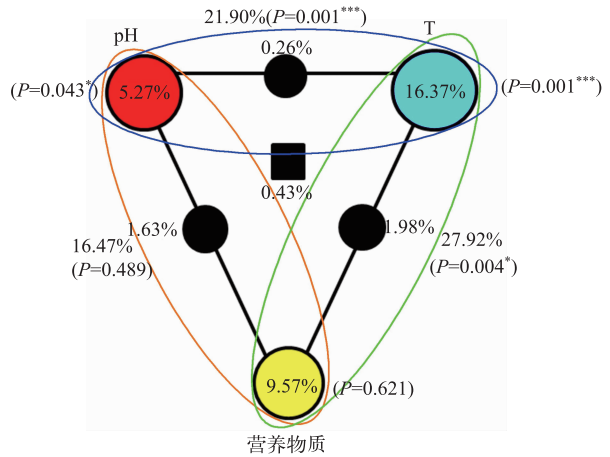 21.90%(P=0.001***)
pH
T
0.26%
(P=0.043*)
5.27%
16.37%
(P=0.001***)
0.43%
1.63%
1.98%
16.47%
(P=0.489)
27.92%
(P=0.004*)
9.57%
(P=0.621)
营养物质